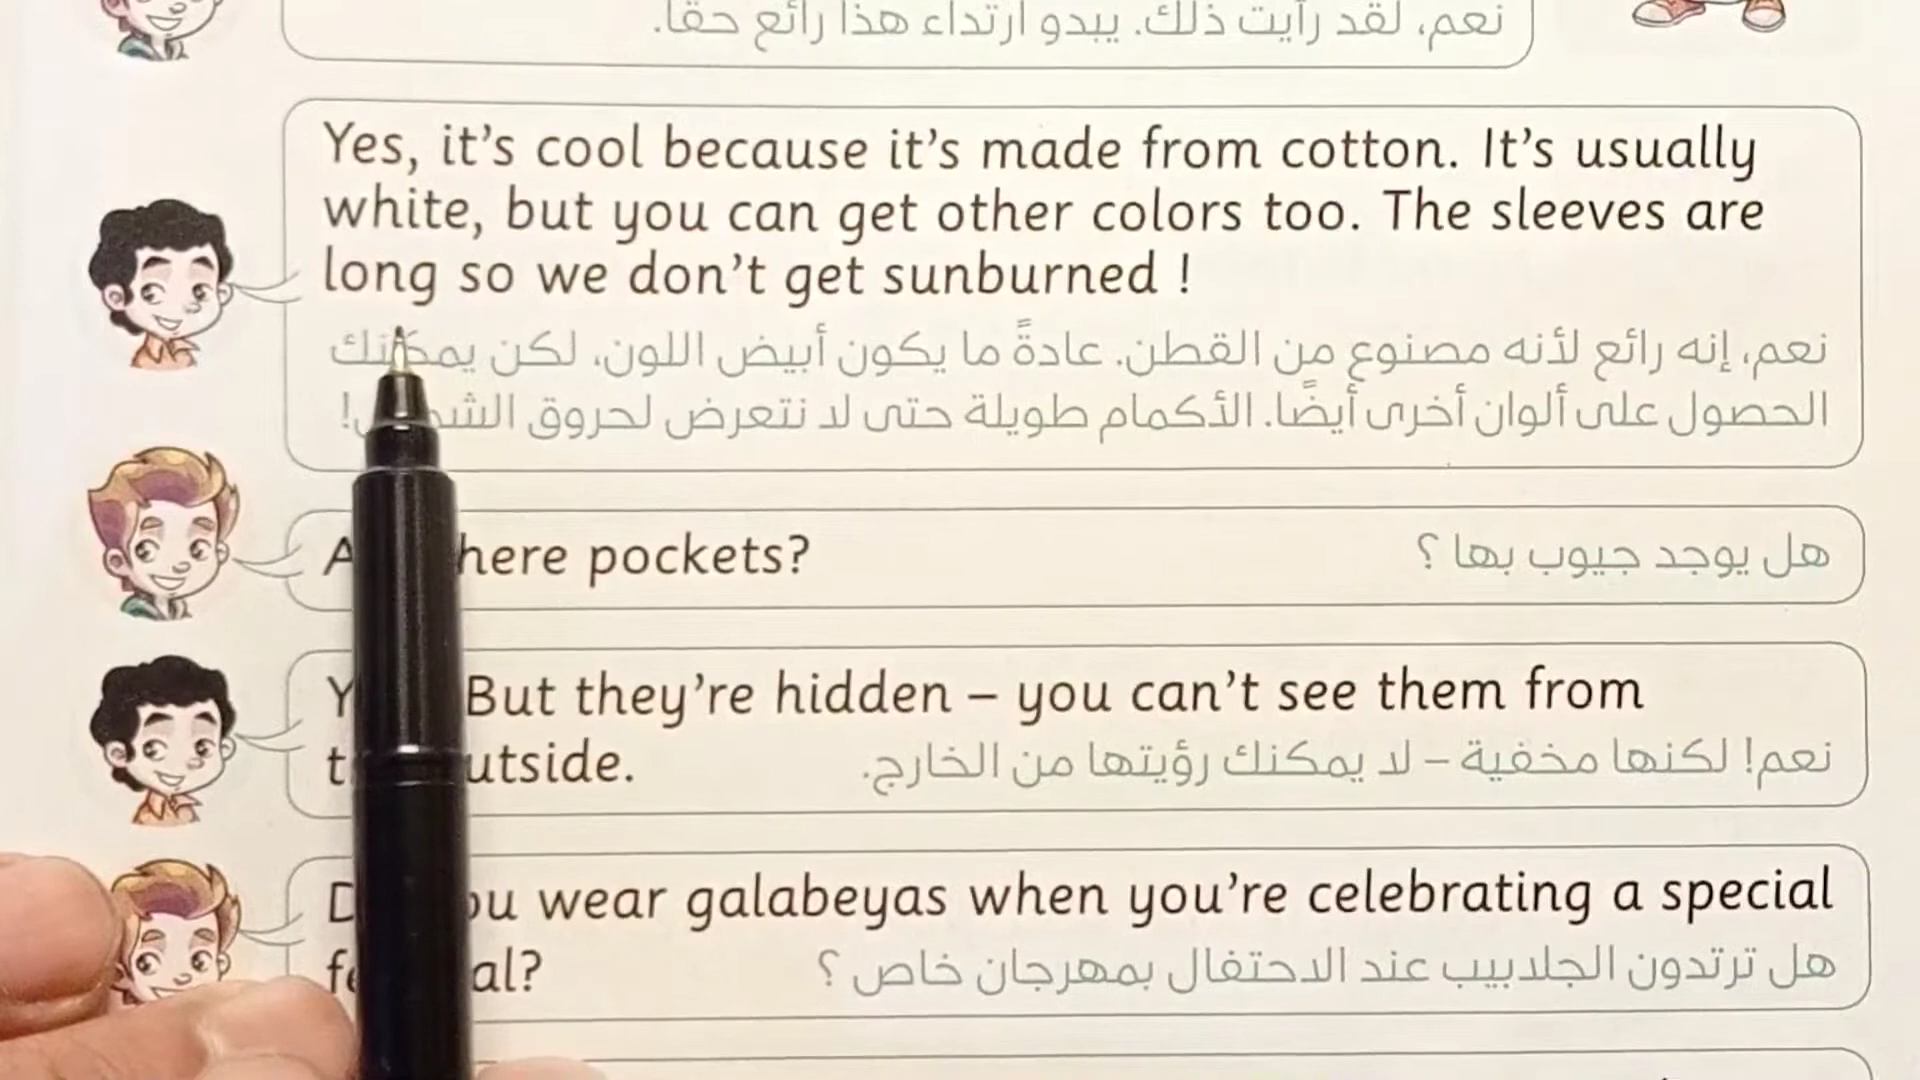 نعم، لقد رأيت ذلك. يبدو ارتداء هذا رائع حقا.
Yes, it's cool because it's made from cotton. It's usually
white, but you can get other colors too. The sleeves are
long so we don't get sunburned !
نعم، إنه رائع لأنه مصنوع من القطن. عادةً ما يكون أبيض اللون، لكن يمكنك
الحصول على ألوان أخرى أيضًا. الأكمام طويلة حتى لا نتعرض لحروق
here pockets?
هل يوجد جيوب بها ؟
But they're hidden – you can't see them from
utside.
نعم! لكنها مخفية – لا يمكنك رؤيتها من الخارج.
ou wear galabeyas when you're celebrating a special
al?
هل ترتدون الجلابيب عند الاحتفال بمهرجان خاص ؟